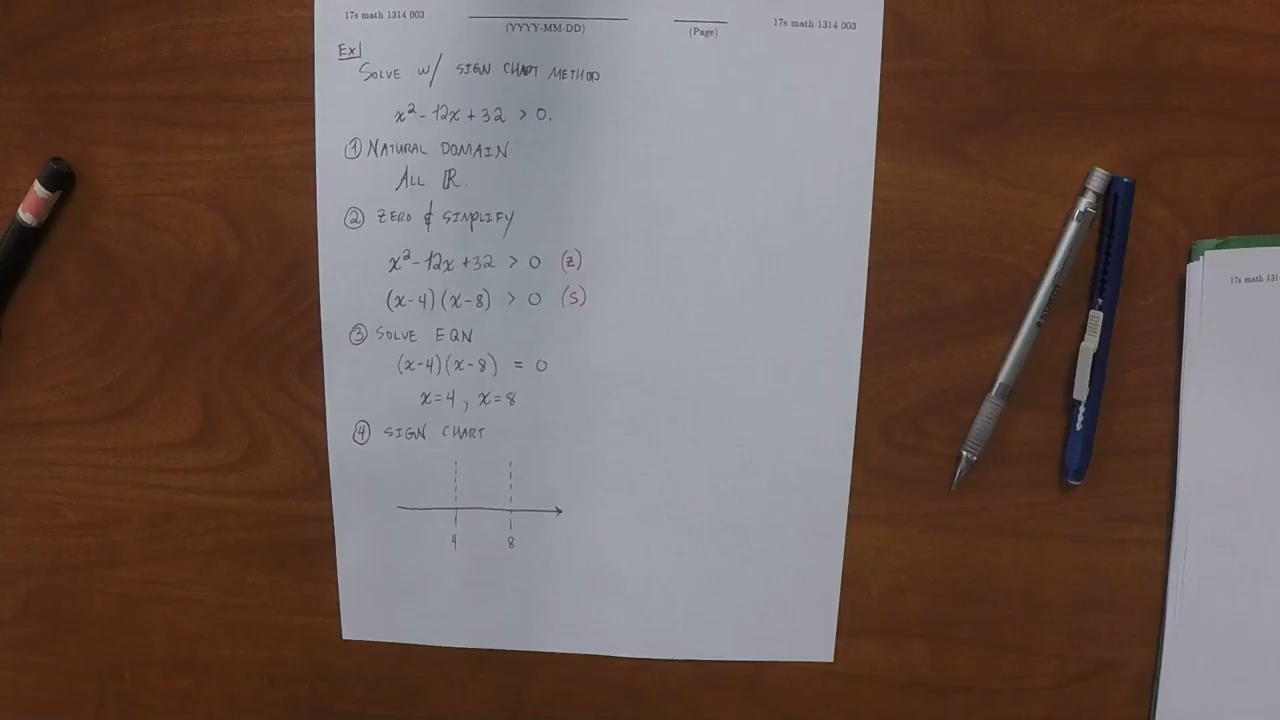 17s math 1314 003
(YYYY-MM-DD)
(Page)
17s math 1314 003
Ex
SOLVE W/ SIGN CHART METHOD
x² - 12x + 32 > 0.
① NATURAL DOMAIN
ALL ℝ.
② ZERO & SIMPLIFY
x² - 12x + 32 > 0 (Z)
(x-4)(x-8) > 0 (S)
③ SOLVE EQN
(x-4)(x-8) = 0
x=4, x=8
④ SIGN CHART
4 8